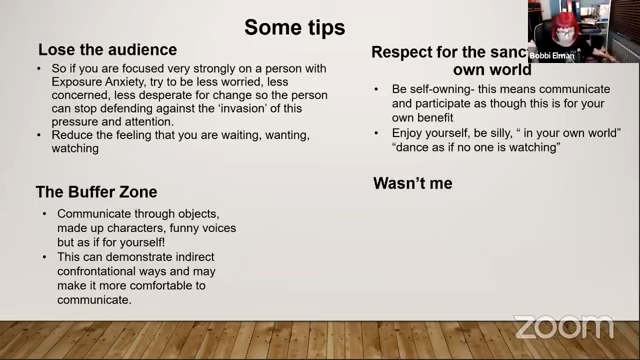 Some tips
Lose the audience
• So if you are focused very strongly on a person with
Exposure Anxiety, try to be less worried, less
concerned, less desperate for change so the person
can stop defending against the 'invasion' of this
pressure and attention.
• Reduce the feeling that you are waiting, wanting,
watching
The Buffer Zone
• Communicate through objects,
made up characters, funny voices
but as if for yourself!
• This can demonstrate indirect
confrontational ways and may
make it more comfortable to
communicate.
Respect for the sanc
own world
• Be self-owning- this means communicate
and participate as though this is for your
own benefit
• Enjoy yourself, be silly, “ in your own world”
“dance as if no one is watching”
Wasn't me
Bobbi Elman
zoom